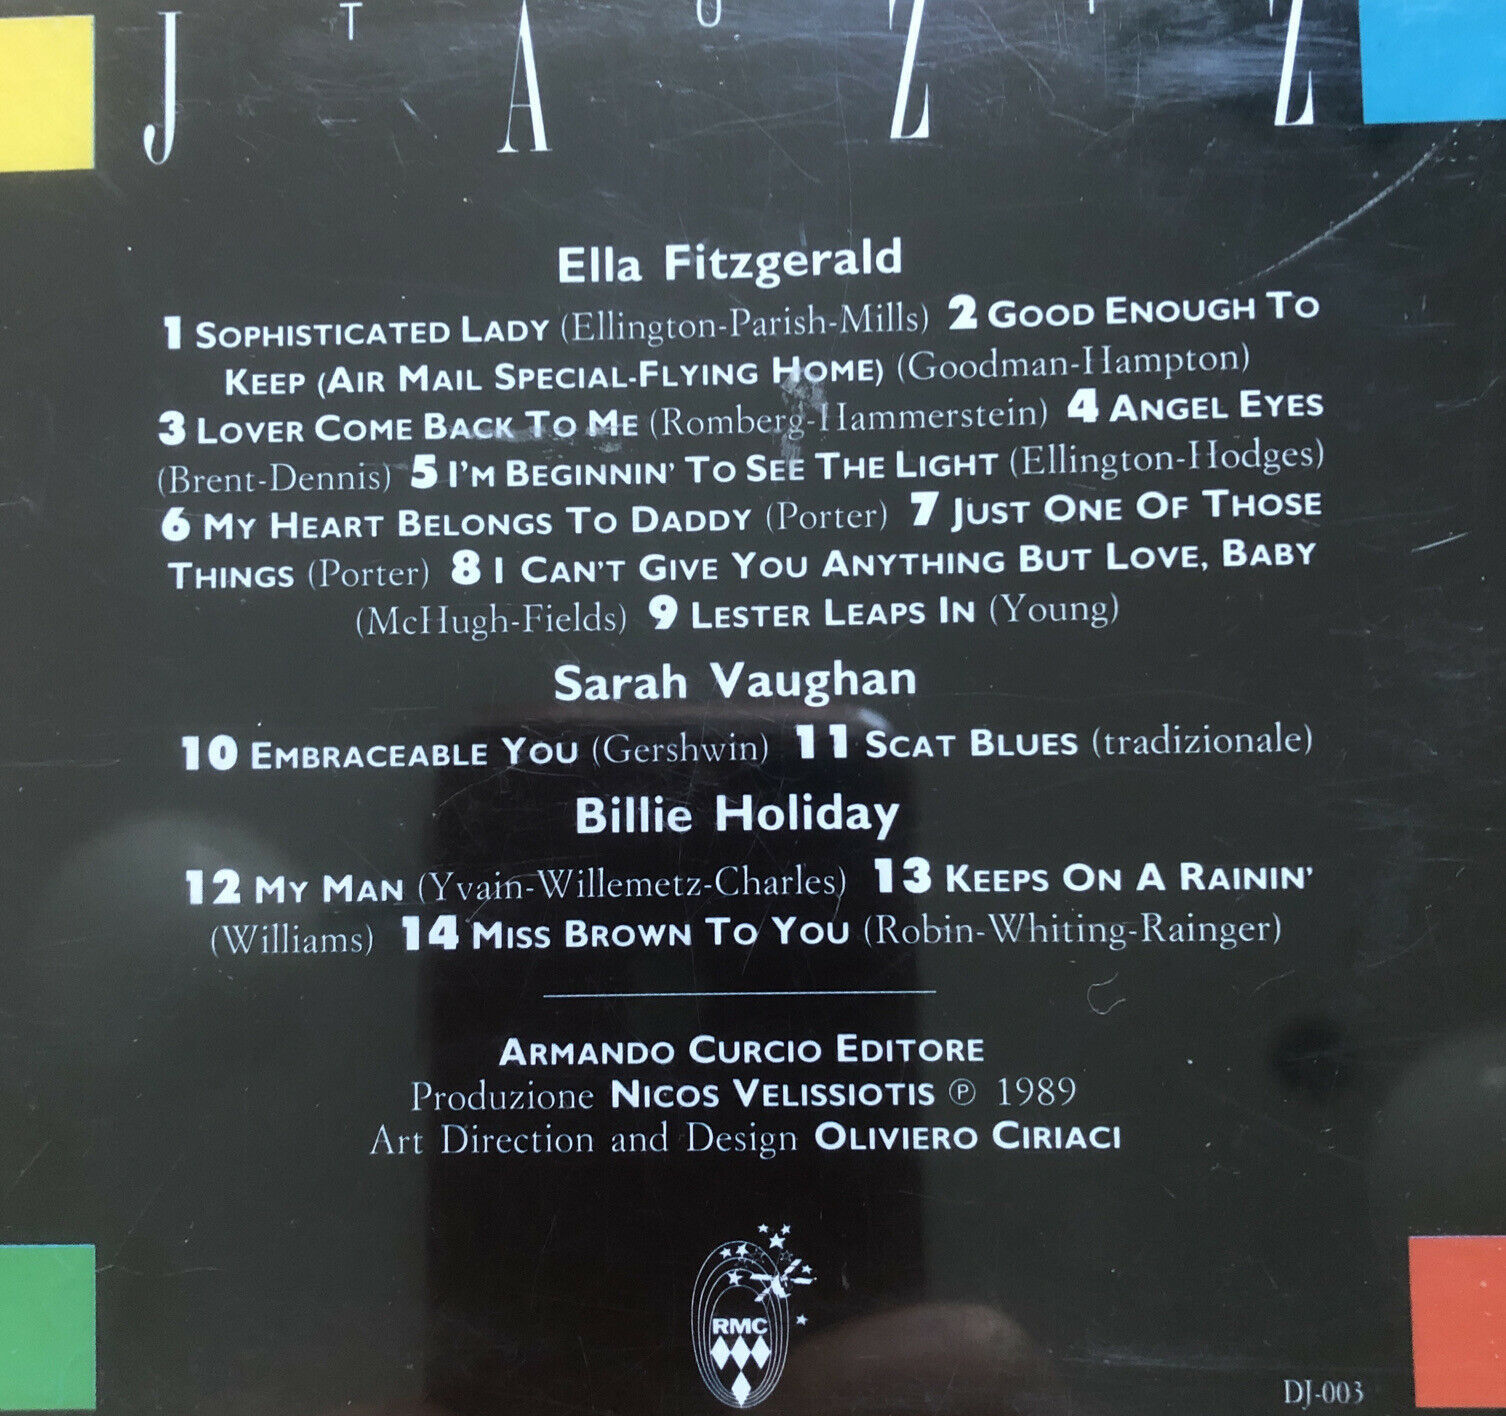 T U T
J A Z Z
Ella Fitzgerald
1 SOPHISTICATED LADY (Ellington-Parish-Mills) 2 GOOD ENOUGH TO
KEEP (AIR MAIL SPECIAL-FLYING HOME) (Goodman-Hampton)
3 LOVER COME BACK TO ME (Romberg-Hammerstein) 4 ANGEL EYES
(Brent-Dennis) 5 I'M BEGINNIN' TO SEE THE LIGHT (Ellington-Hodges)
6 MY HEART BELONGS TO DADDY (Porter) 7 JUST ONE OF THOSE
THINGS (Porter) 8 I CAN'T GIVE YOU ANYTHING BUT LOVE, BABY
(McHugh-Fields) 9 LESTER LEAPS IN (Young)
Sarah Vaughan
10 EMBRACEABLE YOU (Gershwin) 11 SCAT BLUES (tradizionale)
Billie Holiday
12 MY MAN (Yvain-Willemetz-Charles) 13 KEEPS ON A RAININ'
(Williams) 14 MISS BROWN TO YOU (Robin-Whiting-Rainger)
ARMANDO CURCIO EDITORE
Produzione NICOS VELISSIOTIS ℗ 1989
Art Direction and Design OLIVIERO CIRIACI
RMC
DJ-003